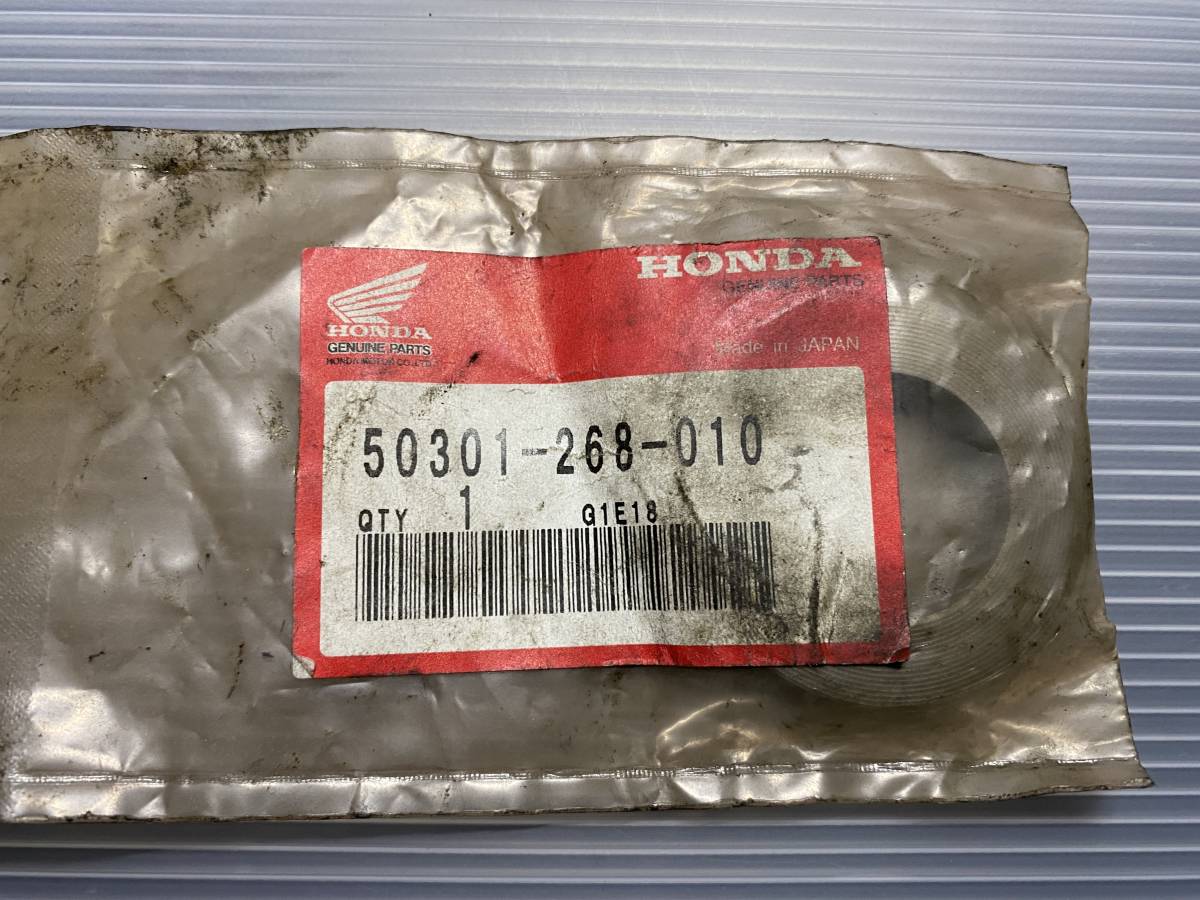 HONDA
GENUINE PARTS
HONDA MOTOR CO., LTD.
HONDA
GENUINE PARTS
Made in JAPAN
50301-268-010
QTY 1 G1E18